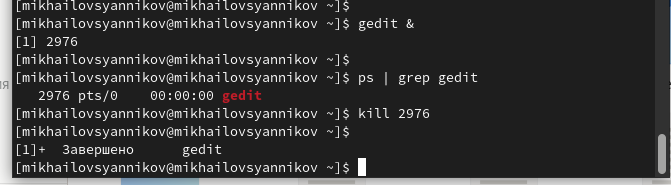 [mikhailovsyannikov@mikhailovsyannikov ~]$
[mikhailovsyannikov@mikhailovsyannikov ~]$ gedit &
[1] 2976
[mikhailovsyannikov@mikhailovsyannikov ~]$
[mikhailovsyannikov@mikhailovsyannikov ~]$ ps | grep gedit
   2976 pts/0    00:00:00 gedit
[mikhailovsyannikov@mikhailovsyannikov ~]$ kill 2976
[mikhailovsyannikov@mikhailovsyannikov ~]$
[1]+  Завершено      gedit
[mikhailovsyannikov@mikhailovsyannikov ~]$